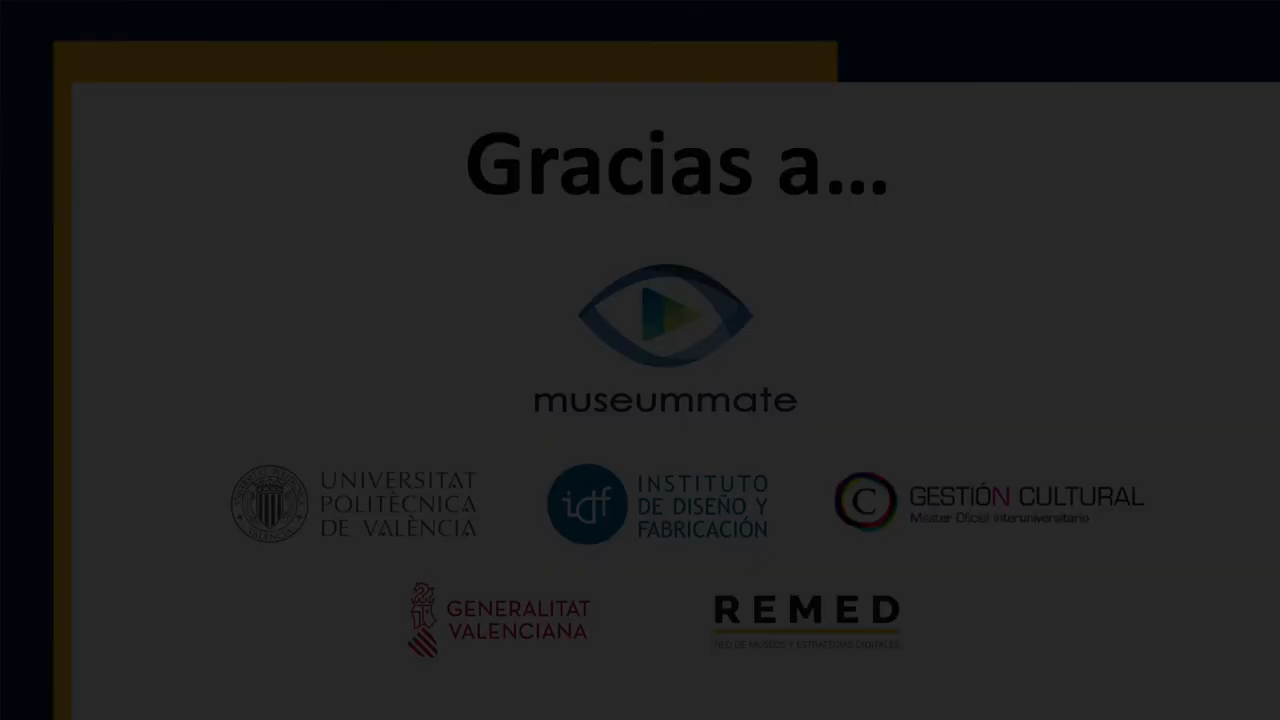 Gracias a...
museummate
UNIVERSITAT
POLITÈCNICA
DE VALÈNCIA
idf
INSTITUTO
DE DISEÑO Y
FABRICACIÓN
C
GESTIÓN CULTURAL
Máster Oficial Interuniversitario
GENERALITAT
VALENCIANA
REMED
RED DE MUSEOS Y ESTRATEGIAS DIGITALES